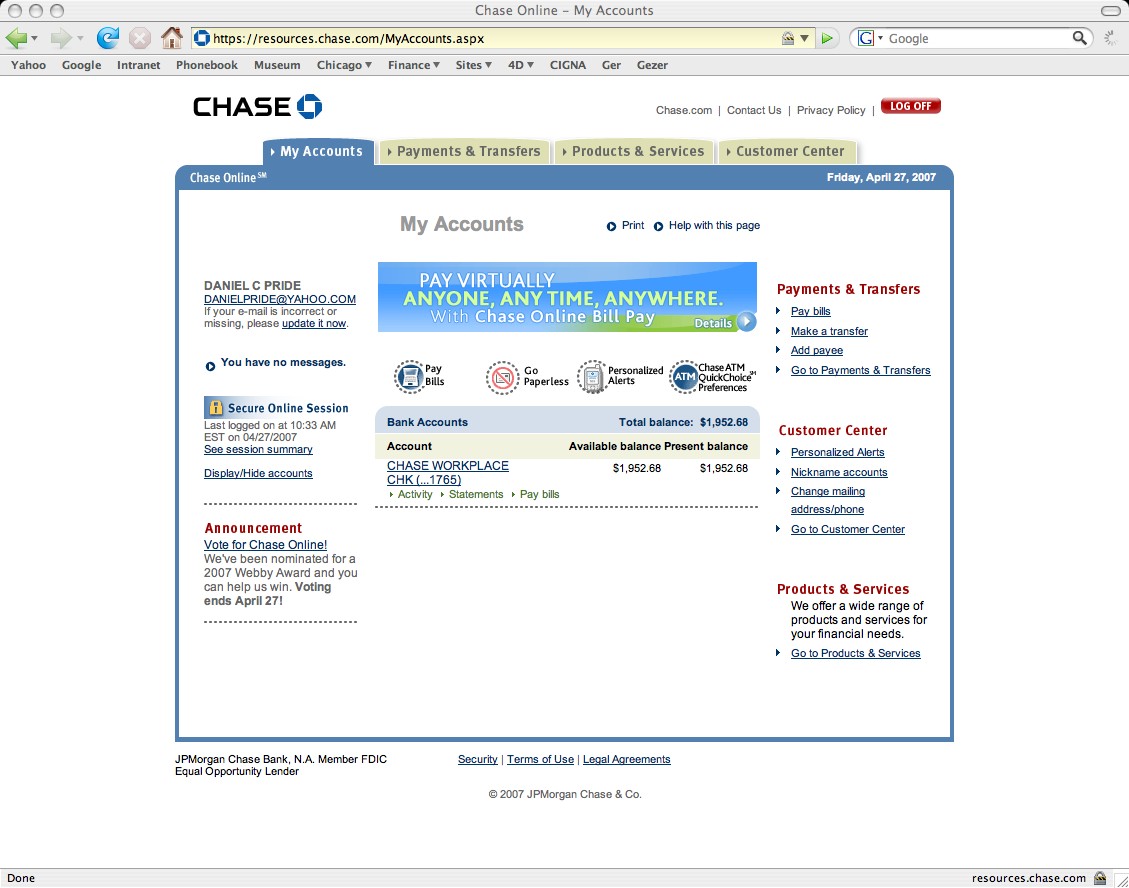 Chase Online – My Accounts
https://resources.chase.com/MyAccounts.aspx
G Google
Yahoo Google Intranet Phonebook Museum Chicago Finance Sites 4D CIGNA Ger Gezer
CHASE
Chase.com | Contact Us | Privacy Policy | LOG OFF
My Accounts Payments & Transfers Products & Services Customer Center
Chase Online℠ Friday, April 27, 2007
My Accounts Print Help with this page
DANIEL C PRIDE
DANIELPRIDE@YAHOO.COM
If your e-mail is incorrect or
missing, please update it now.
You have no messages.
Secure Online Session
Last logged on at 10:33 AM
EST on 04/27/2007
See session summary
Display/Hide accounts
Announcement
Vote for Chase Online!
We've been nominated for a
2007 Webby Award and you
can help us win. Voting
ends April 27!
PAY VIRTUALLY
ANYONE, ANY TIME, ANYWHERE.
With Chase Online Bill Pay
Details
Pay
Bills
Go
Paperless
Personalized
Alerts
ATM
Chase ATM
QuickChoice℠
Preferences
Bank Accounts Total balance: $1,952.68
Account Available balance Present balance
CHASE WORKPLACE $1,952.68 $1,952.68
CHK (...1765)
Activity Statements Pay bills
Payments & Transfers
Pay bills
Make a transfer
Add payee
Go to Payments & Transfers
Customer Center
Personalized Alerts
Nickname accounts
Change mailing
address/phone
Go to Customer Center
Products & Services
We offer a wide range of
products and services for
your financial needs.
Go to Products & Services
JPMorgan Chase Bank, N.A. Member FDIC
Equal Opportunity Lender
Security | Terms of Use | Legal Agreements
© 2007 JPMorgan Chase & Co.
Done resources.chase.com